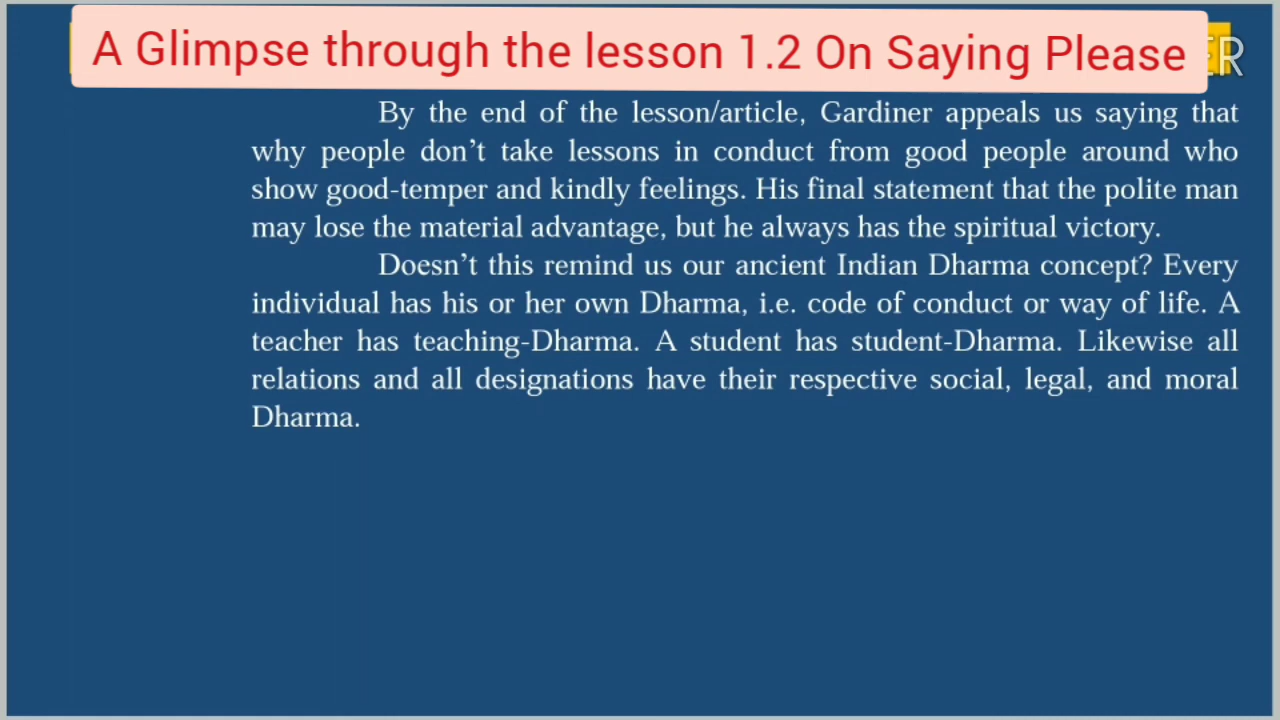 A Glimpse through the lesson 1.2 On Saying Please
By the end of the lesson/article, Gardiner appeals us saying that
why people don't take lessons in conduct from good people around who
show good-temper and kindly feelings. His final statement that the polite man
may lose the material advantage, but he always has the spiritual victory.
Doesn't this remind us our ancient Indian Dharma concept? Every
individual has his or her own Dharma, i.e. code of conduct or way of life. A
teacher has teaching-Dharma. A student has student-Dharma. Likewise all
relations and all designations have their respective social, legal, and moral
Dharma.